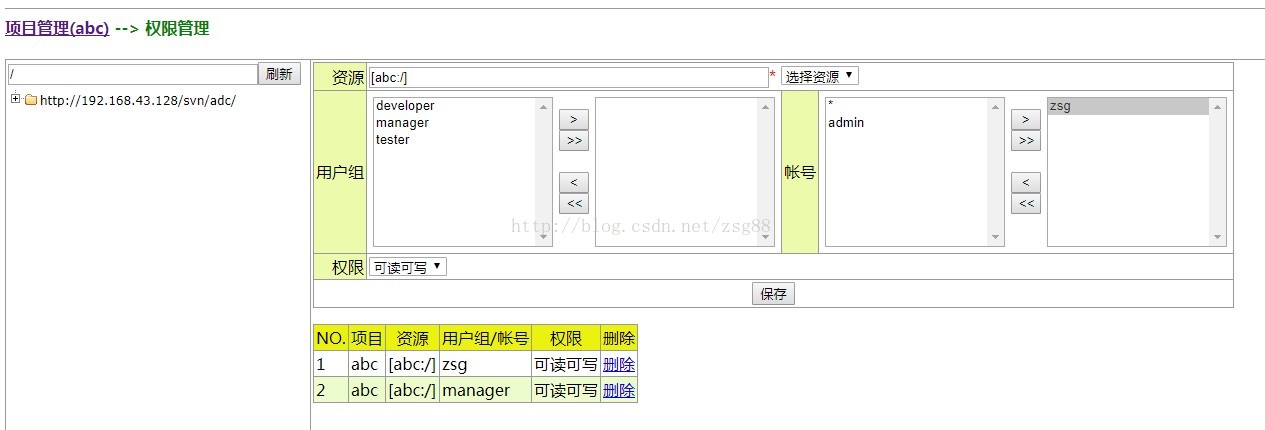 项目管理(abc) --> 权限管理
/ 刷新
http://192.168.43.128/svn/adc/
资源 [abc:/] * 选择资源
用户组
developer
manager
tester
>
>>
<
<<
帐号
*
admin
>
>>
<
<<
zsg
http://blog.csdn.net/zsg88
权限 可读可写
保存
NO. 项目 资源 用户组/帐号 权限 删除
1 abc [abc:/] zsg 可读可写 删除
2 abc [abc:/] manager 可读可写 删除